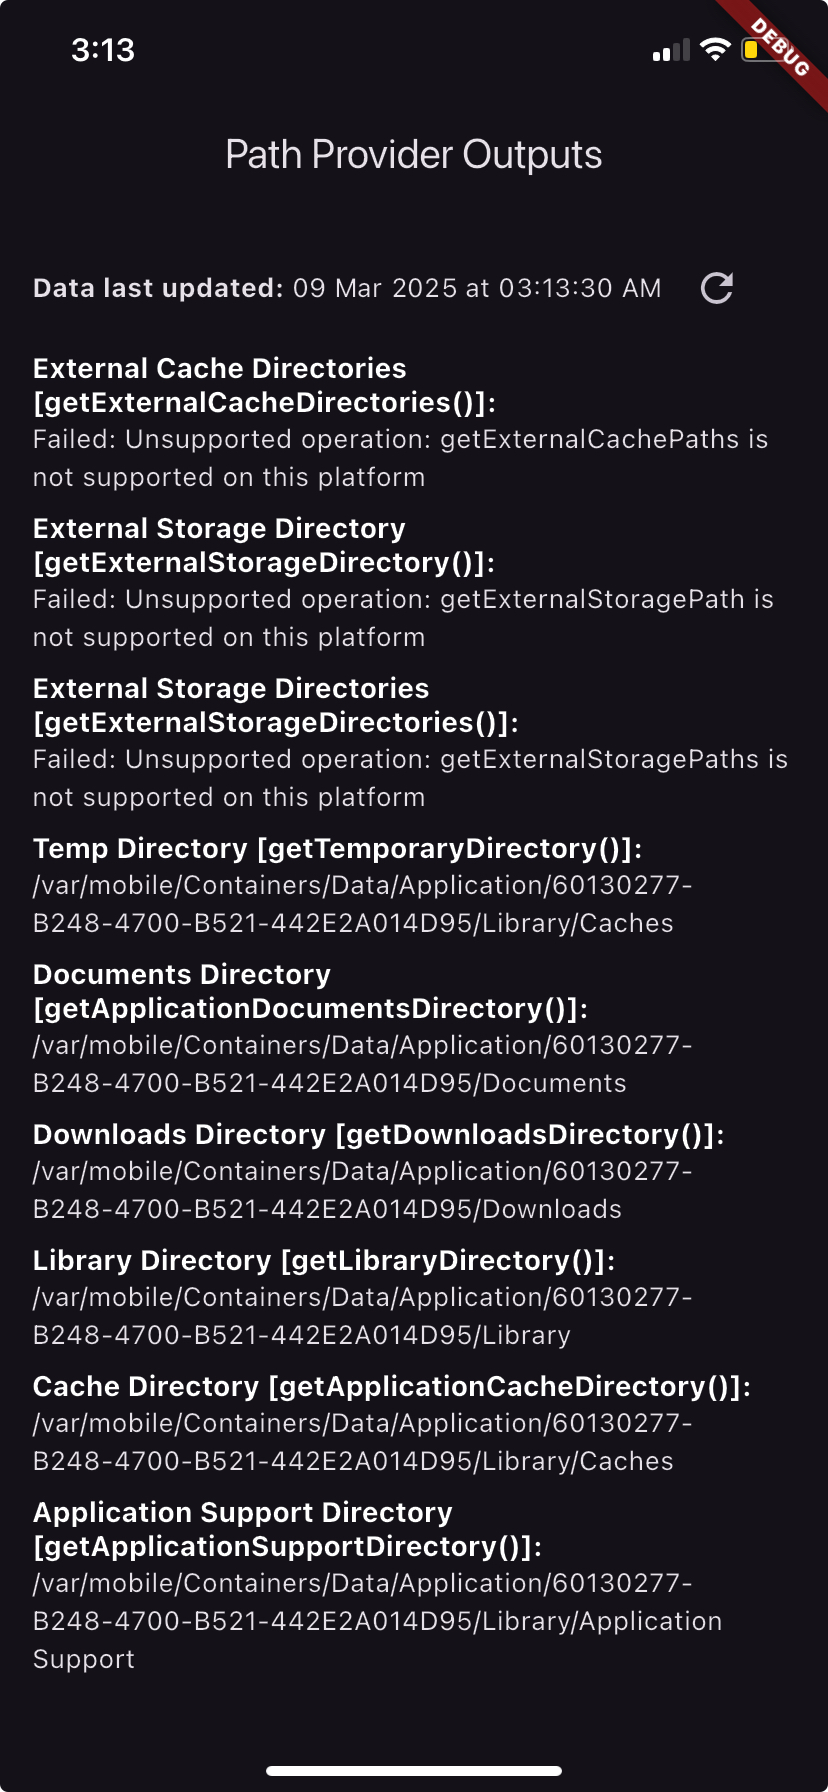 3:13
DEBUG
Path Provider Outputs
Data last updated: 09 Mar 2025 at 03:13:30 AM
External Cache Directories
[getExternalCacheDirectories()]:
Failed: Unsupported operation: getExternalCachePaths is
not supported on this platform
External Storage Directory
[getExternalStorageDirectory()]:
Failed: Unsupported operation: getExternalStoragePath is
not supported on this platform
External Storage Directories
[getExternalStorageDirectories()]:
Failed: Unsupported operation: getExternalStoragePaths is
not supported on this platform
Temp Directory [getTemporaryDirectory()]:
/var/mobile/Containers/Data/Application/60130277-
B248-4700-B521-442E2A014D95/Library/Caches
Documents Directory
[getApplicationDocumentsDirectory()]:
/var/mobile/Containers/Data/Application/60130277-
B248-4700-B521-442E2A014D95/Documents
Downloads Directory [getDownloadsDirectory()]:
/var/mobile/Containers/Data/Application/60130277-
B248-4700-B521-442E2A014D95/Downloads
Library Directory [getLibraryDirectory()]:
/var/mobile/Containers/Data/Application/60130277-
B248-4700-B521-442E2A014D95/Library
Cache Directory [getApplicationCacheDirectory()]:
/var/mobile/Containers/Data/Application/60130277-
B248-4700-B521-442E2A014D95/Library/Caches
Application Support Directory
[getApplicationSupportDirectory()]:
/var/mobile/Containers/Data/Application/60130277-
B248-4700-B521-442E2A014D95/Library/Application
Support